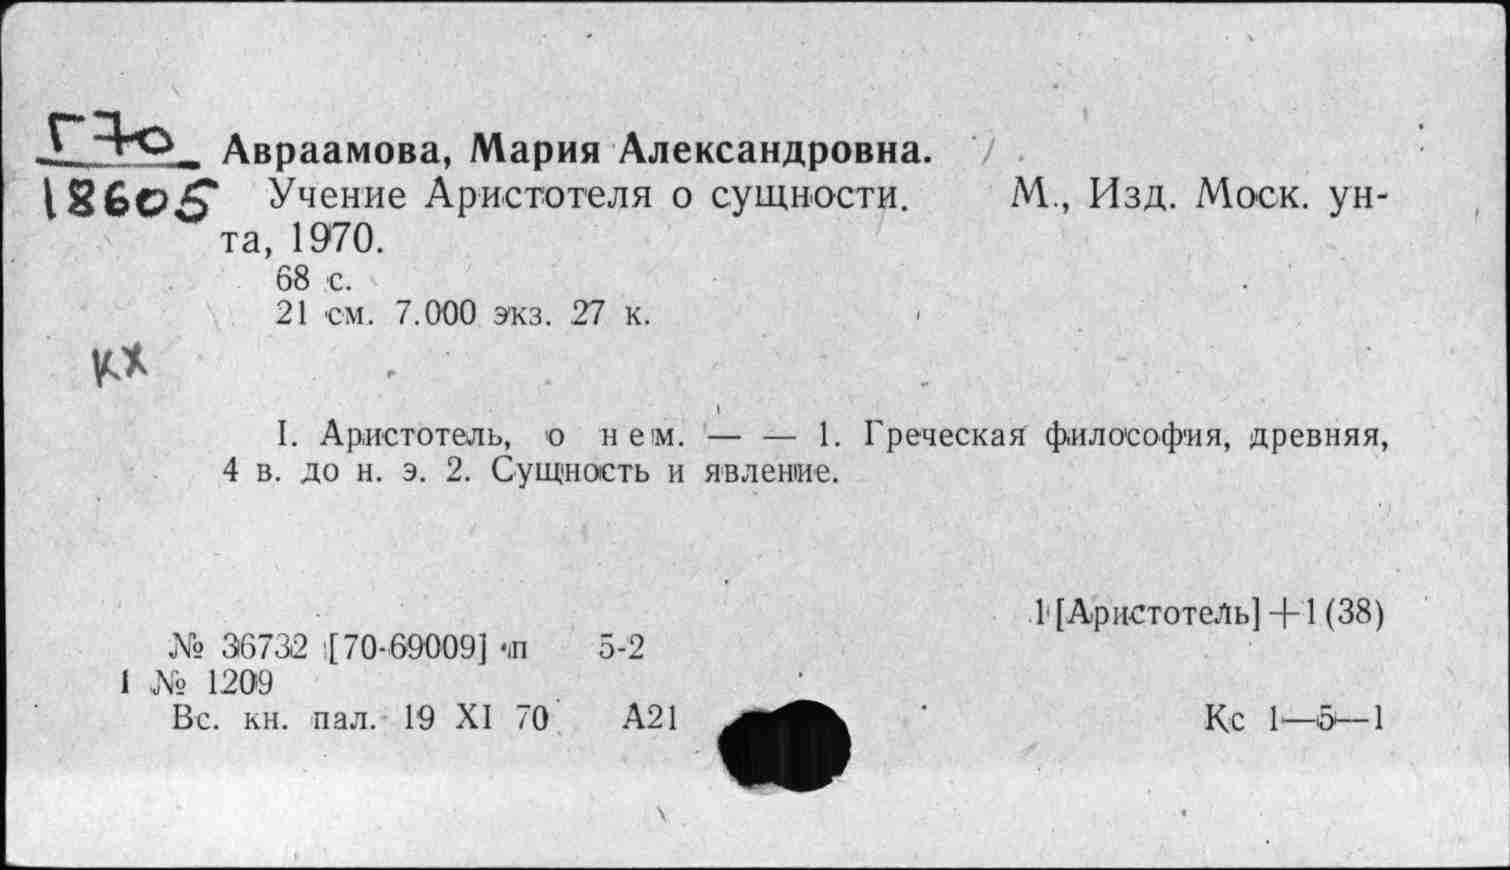 Г70
18605
Авраамова, Мария Александровна.
Учение Аристотеля о сущности. М., Изд. Моск. ун-
та, 1970.
68 с.
21 см. 7.000 экз. 27 к.
кх
I. Аристотель, о нем. — — 1. Греческая философия, древняя,
4 в. до н. э. 2. Сущность и явление.
1 [Аристотель] + 1 (38)
№ 36732 [70-69009] п 5-2
1 № 1209
Вс. кн. пал. 19 XI 70 А21 Кс 1—5—1